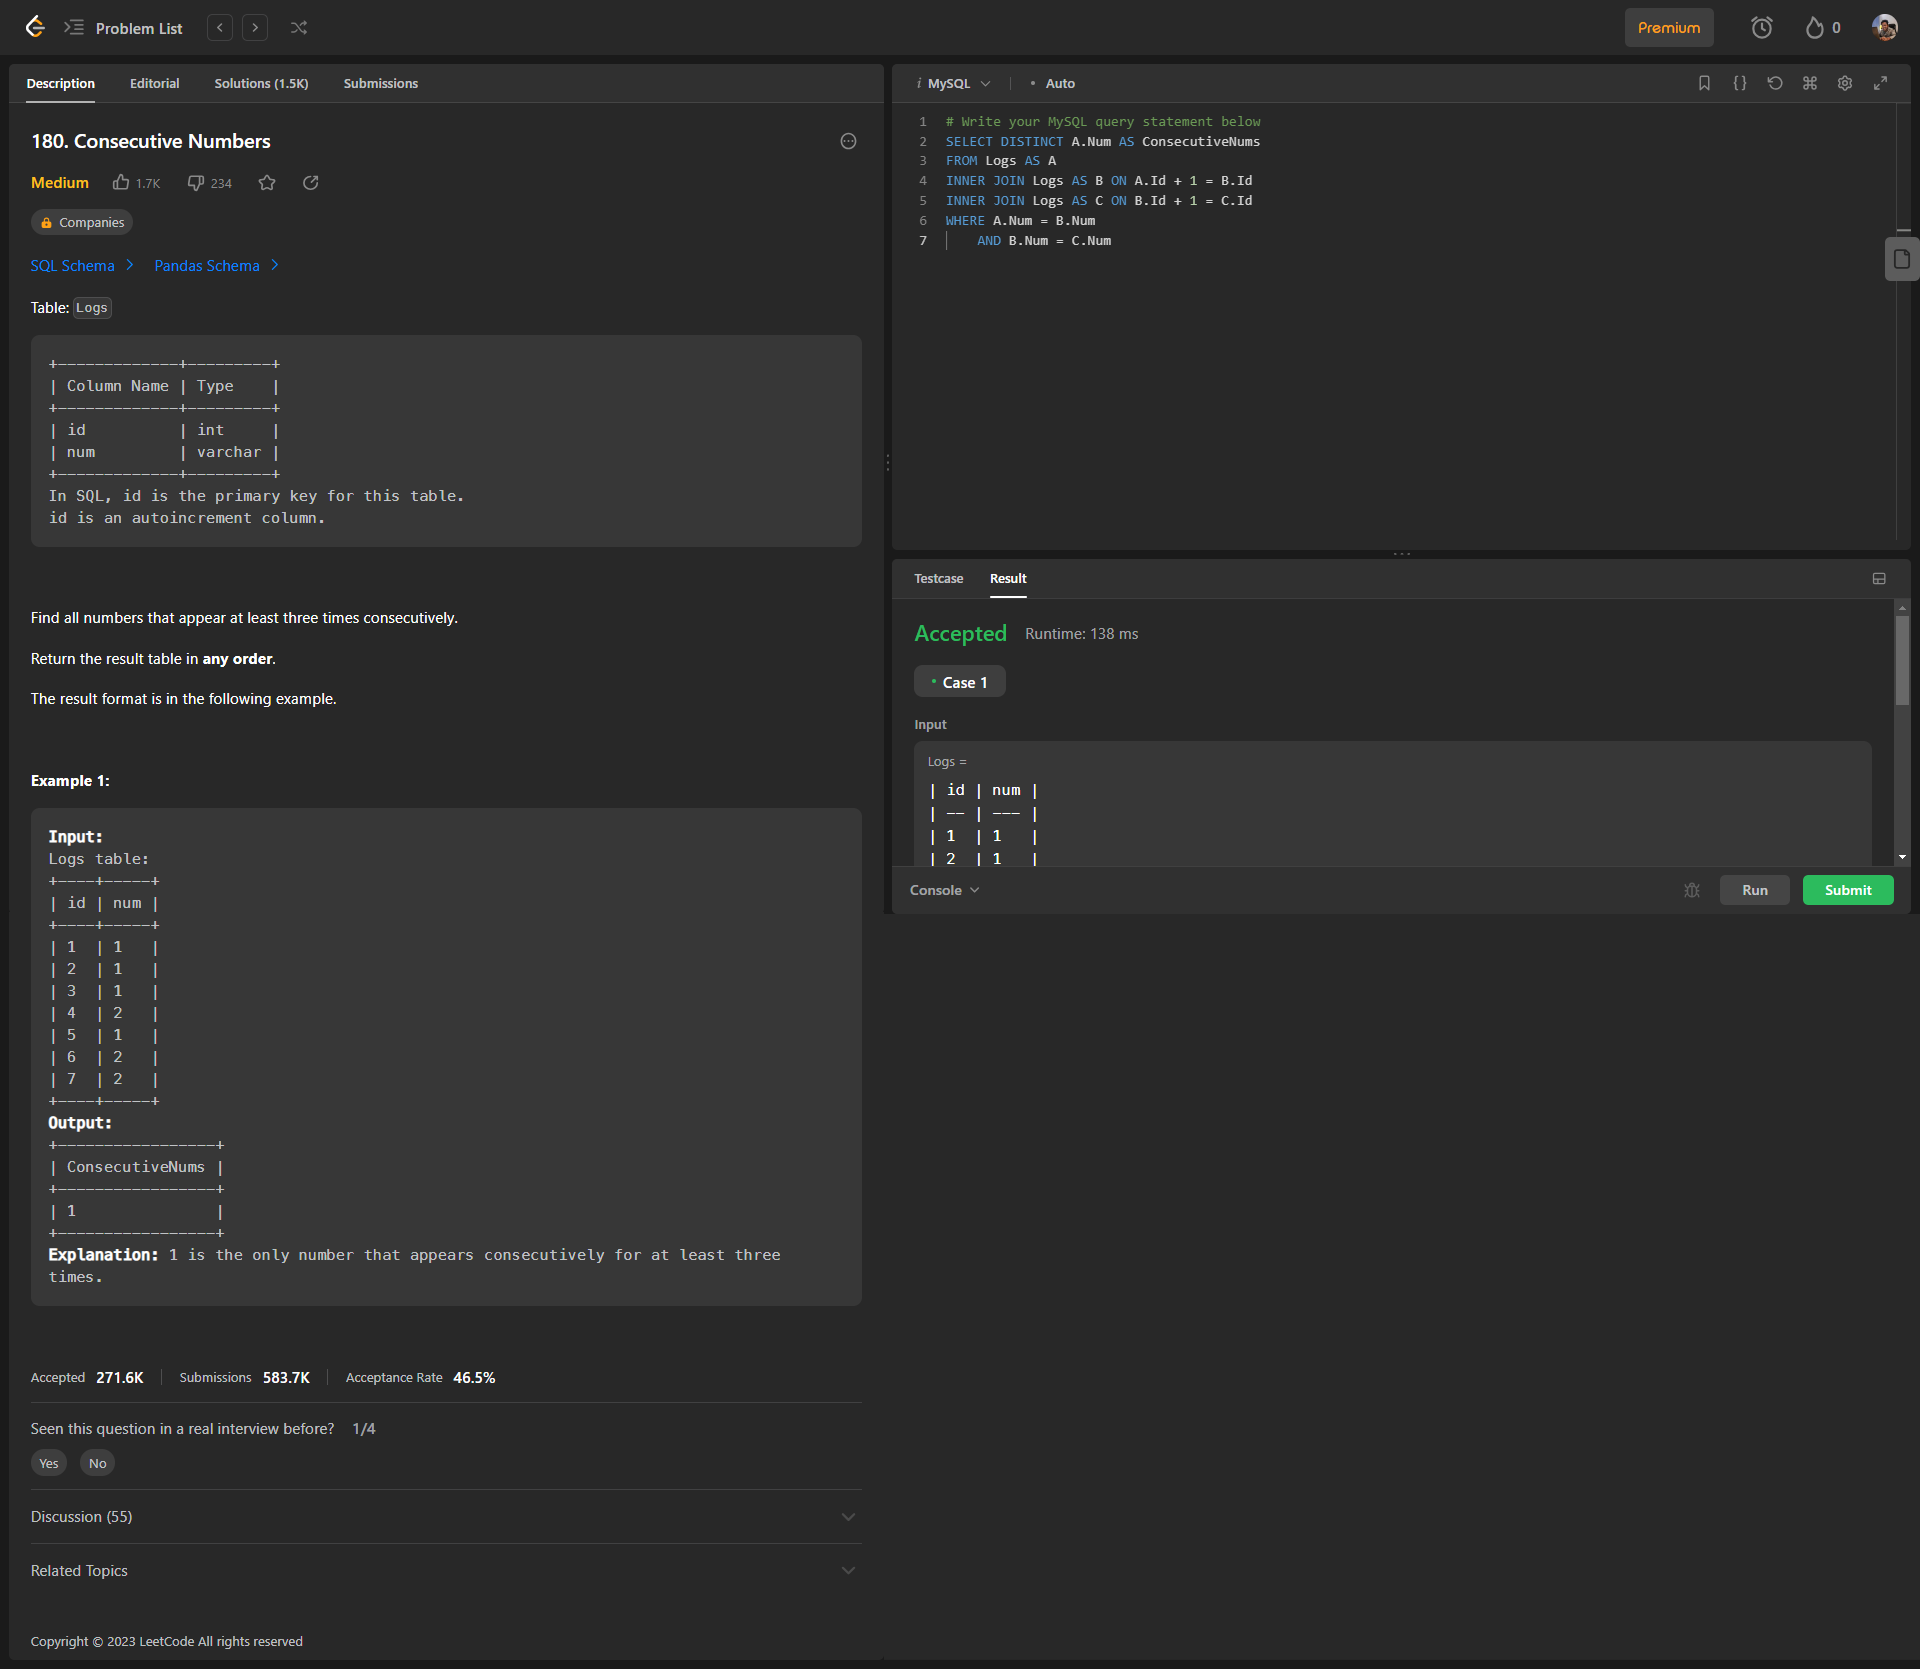 Problem List
Premium
0
Description Editorial Solutions (1.5K) Submissions
180. Consecutive Numbers
Medium 1.7K 234
Companies
SQL Schema Pandas Schema
Table: Logs
+-------------+---------+
| Column Name | Type    |
+-------------+---------+
| id          | int     |
| num         | varchar |
+-------------+---------+
In SQL, id is the primary key for this table.
id is an autoincrement column.
Find all numbers that appear at least three times consecutively.
Return the result table in any order.
The result format is in the following example.
Example 1:
Input:
Logs table:
+----+-----+
| id | num |
+----+-----+
| 1  | 1   |
| 2  | 1   |
| 3  | 1   |
| 4  | 2   |
| 5  | 1   |
| 6  | 2   |
| 7  | 2   |
+----+-----+
Output:
+-----------------+
| ConsecutiveNums |
+-----------------+
| 1               |
+-----------------+
Explanation: 1 is the only number that appears consecutively for at least three
times.
Accepted 271.6K Submissions 583.7K Acceptance Rate 46.5%
Seen this question in a real interview before? 1/4
Yes No
Discussion (55)
Related Topics
Copyright © 2023 LeetCode All rights reserved
i MySQL • Auto
1 # Write your MySQL query statement below
2 SELECT DISTINCT A.Num AS ConsecutiveNums
3 FROM Logs AS A
4 INNER JOIN Logs AS B ON A.Id + 1 = B.Id
5 INNER JOIN Logs AS C ON B.Id + 1 = C.Id
6 WHERE A.Num = B.Num
7     AND B.Num = C.Num
Testcase Result
Accepted Runtime: 138 ms
• Case 1
Input
Logs =
| id | num |
| -- | --- |
| 1  | 1   |
| 2  | 1   |
Console Run Submit